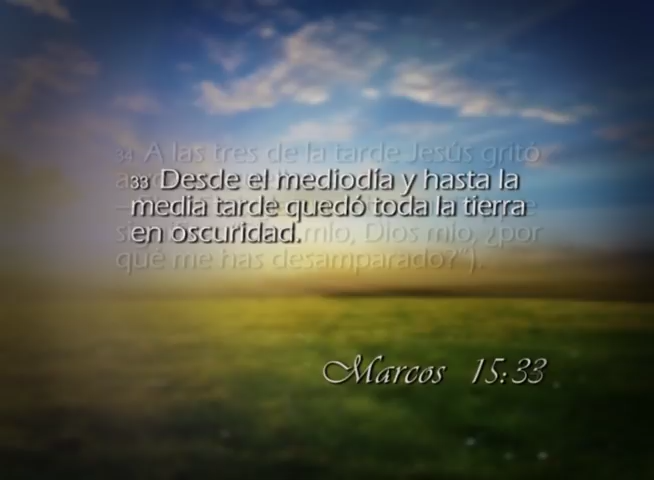 34 A las tres de la tarde Jesús gritó
33 Desde el mediodía y hasta la
media tarde quedó toda la tierra
en oscuridad.
mío, Dios mío, ¿por
qué me has desamparado?").
Marcos 15:33